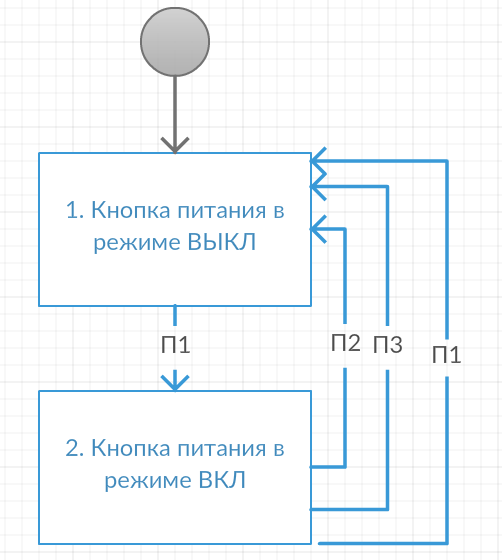 1. Кнопка питания в
режиме ВЫКЛ
П1
П2
П3
П1
2. Кнопка питания в
режиме ВКЛ